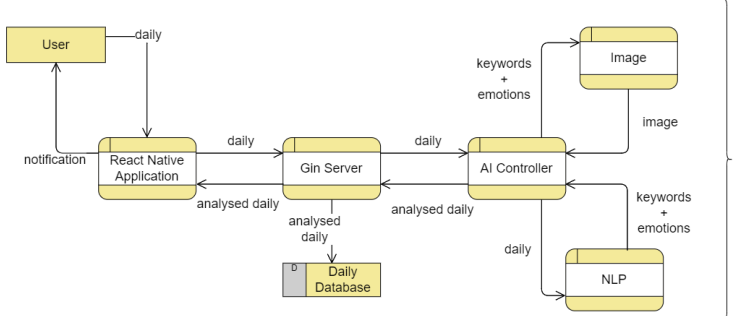 User
daily
keywords
+
emotions
Image
image
notification
React Native
Application
daily
Gin Server
daily
AI Controller
analysed daily
analysed
daily
analysed daily
keywords
+
emotions
daily
D
Daily
Database
NLP